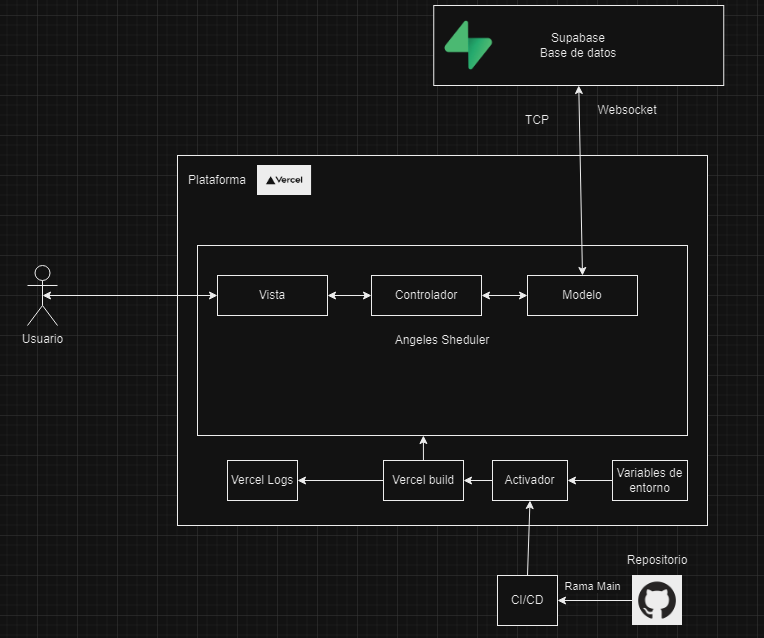 Supabase
Base de datos
TCP
Websocket
Plataforma
Vercel
Vista
Controlador
Modelo
Angeles Sheduler
Usuario
Vercel Logs
Vercel build
Activador
Variables de
entorno
Repositorio
Rama Main
CI/CD